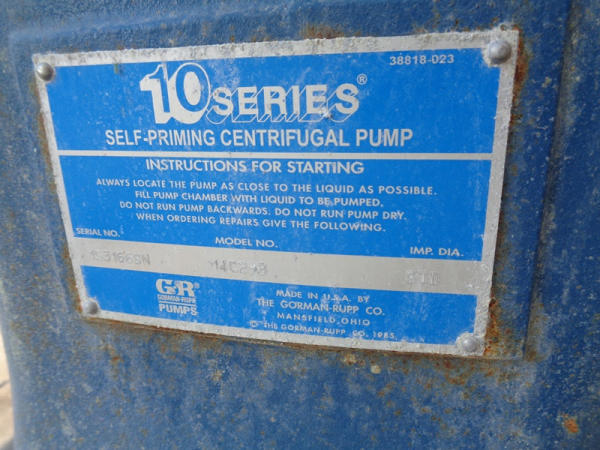 38818-023
10 SERIES®
SELF-PRIMING CENTRIFUGAL PUMP
INSTRUCTIONS FOR STARTING
ALWAYS LOCATE THE PUMP AS CLOSE TO THE LIQUID AS POSSIBLE.
FILL PUMP CHAMBER WITH LIQUID TO BE PUMPED.
DO NOT RUN PUMP BACKWARDS. DO NOT RUN PUMP DRY.
WHEN ORDERING REPAIRS GIVE THE FOLLOWING.
SERIAL NO. MODEL NO. IMP. DIA.
G&R
GORMAN-RUPP
PUMPS
MADE IN U.S.A. BY
THE GORMAN-RUPP CO.
MANSFIELD, OHIO
© THE GORMAN-RUPP CO. 1985